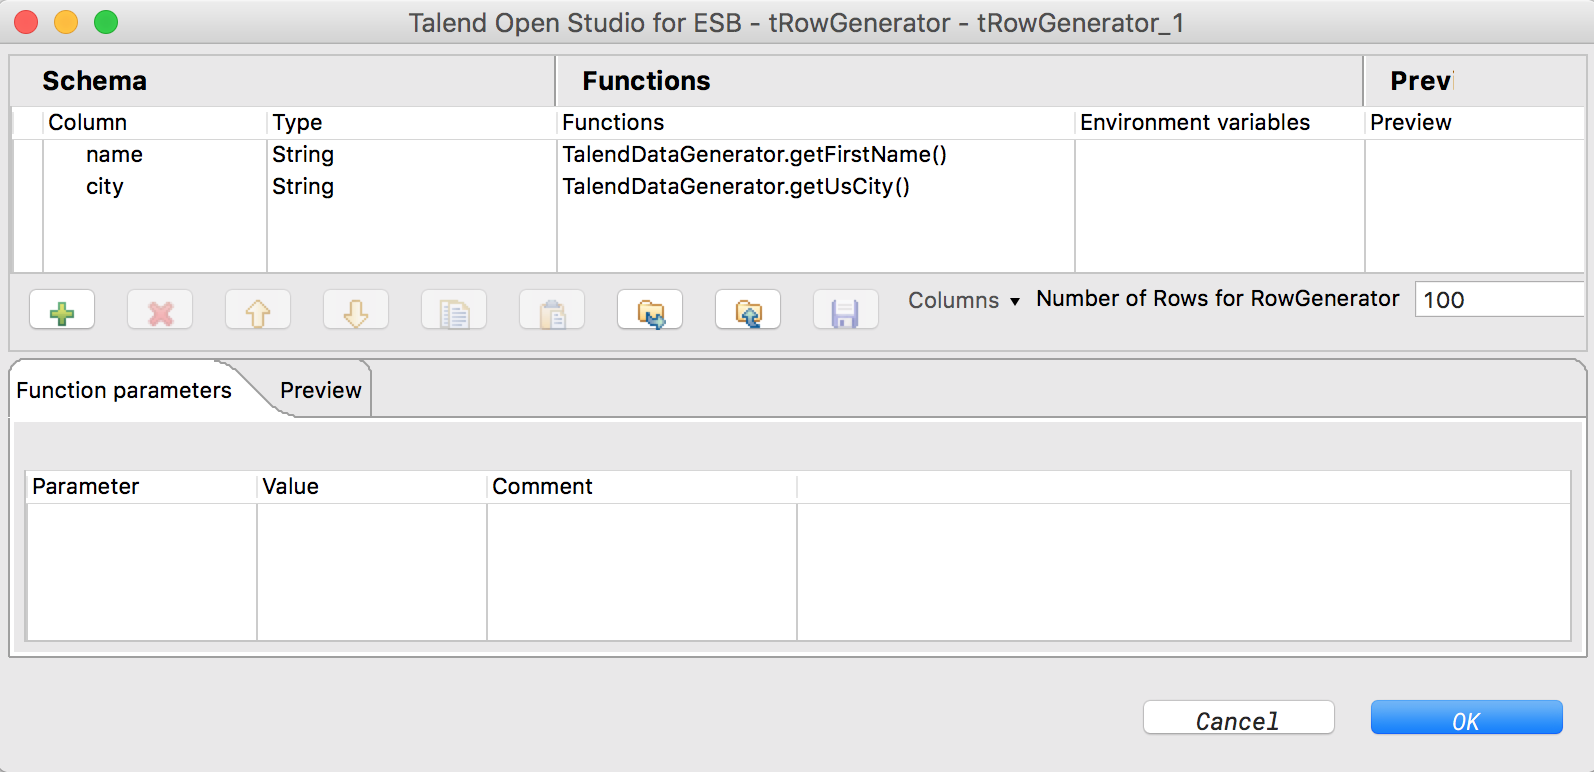 Talend Open Studio for ESB - tRowGenerator - tRowGenerator_1
Schema Functions Previ
Column Type Functions Environment variables Preview
name String TalendDataGenerator.getFirstName()
city String TalendDataGenerator.getUsCity()
Columns Number of Rows for RowGenerator 100
Function parameters Preview
Parameter Value Comment
Cancel OK